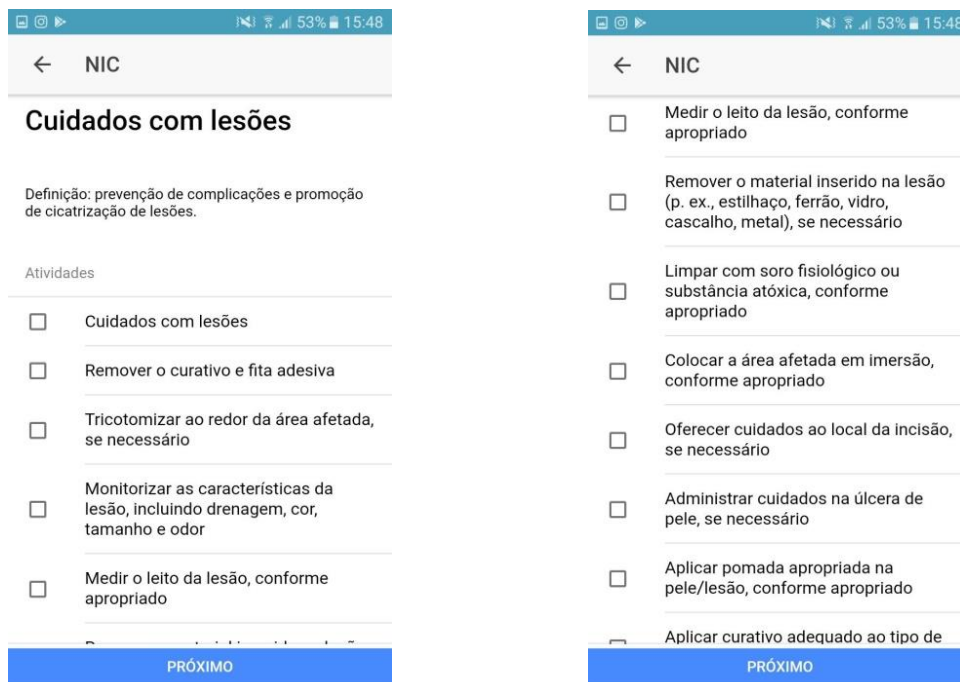 53% 15:48
NIC
Cuidados com lesões
Definição: prevenção de complicações e promoção
de cicatrização de lesões.
Atividades
Cuidados com lesões
Remover o curativo e fita adesiva
Tricotomizar ao redor da área afetada,
se necessário
Monitorizar as características da
lesão, incluindo drenagem, cor,
tamanho e odor
Medir o leito da lesão, conforme
apropriado
PRÓXIMO
53% 15:48
NIC
Medir o leito da lesão, conforme
apropriado
Remover o material inserido na lesão
(p. ex., estilhaço, ferrão, vidro,
cascalho, metal), se necessário
Limpar com soro fisiológico ou
substância atóxica, conforme
apropriado
Colocar a área afetada em imersão,
conforme apropriado
Oferecer cuidados ao local da incisão,
se necessário
Administrar cuidados na úlcera de
pele, se necessário
Aplicar pomada apropriada na
pele/lesão, conforme apropriado
Aplicar curativo adequado ao tipo de
PRÓXIMO